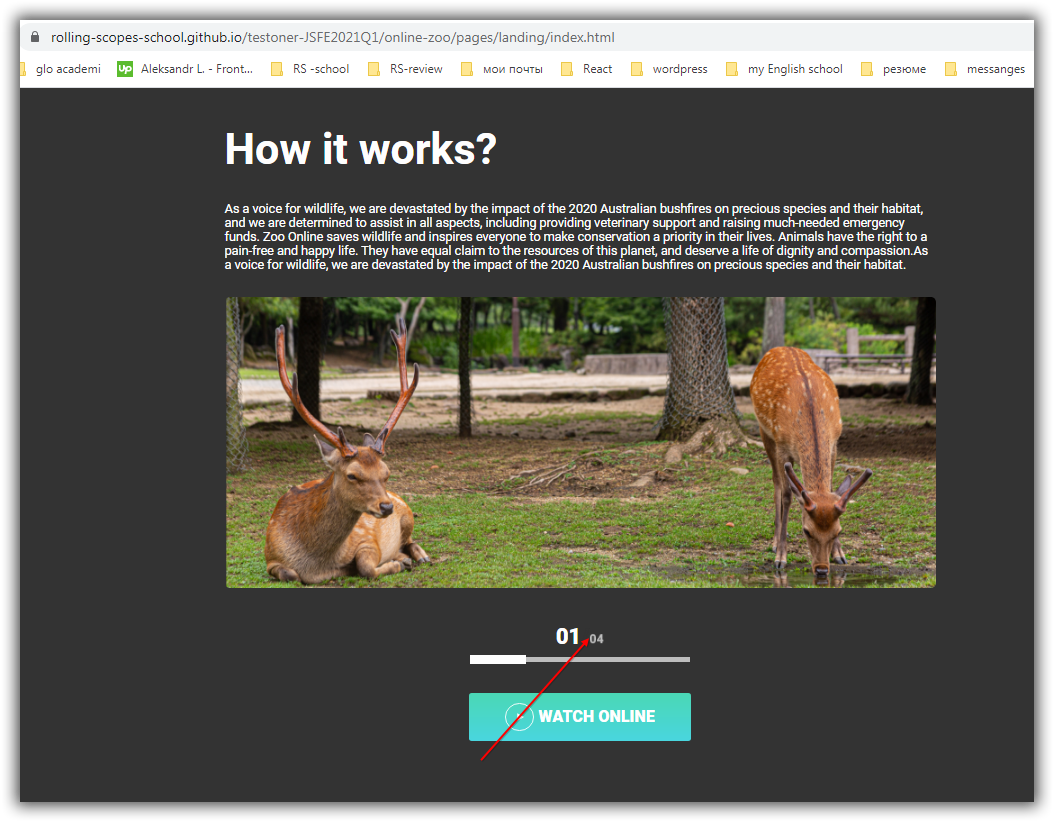 rolling-scopes-school.github.io/testoner-JSFE2021Q1/online-zoo/pages/landing/index.html
glo academi Up Aleksandr L. - Front... RS -school RS-review мои почты React wordpress my English school резюме messanges
How it works?
As a voice for wildlife, we are devastated by the impact of the 2020 Australian bushfires on precious species and their habitat,
and we are determined to assist in all aspects, including providing veterinary support and raising much-needed emergency
funds. Zoo Online saves wildlife and inspires everyone to make conservation a priority in their lives. Animals have the right to a
pain-free and happy life. They have equal claim to the resources of this planet, and deserve a life of dignity and compassion.As
a voice for wildlife, we are devastated by the impact of the 2020 Australian bushfires on precious species and their habitat.
01 04
WATCH ONLINE